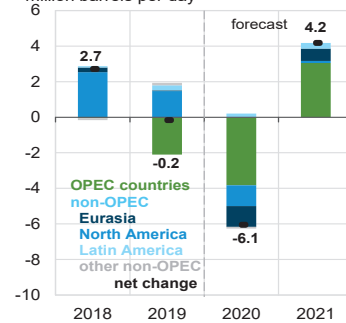 million barrels per day
6
4
2
0
-2
-4
-6
-8
-10
forecast
2.7
-0.2
-6.1
4.2
OPEC countries
non-OPEC
Eurasia
North America
Latin America
other non-OPEC
net change
2018
2019
2020
2021